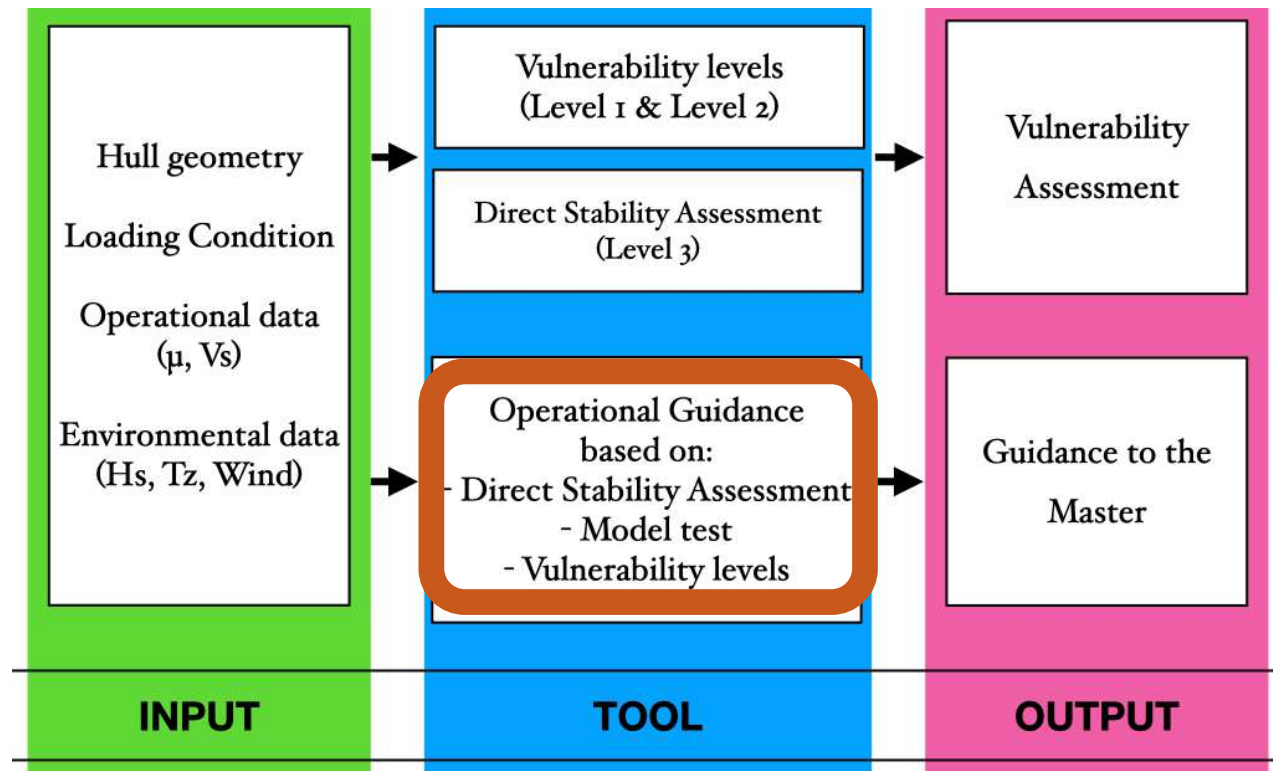 Hull geometry
Loading Condition
Operational data
(μ, Vs)
Environmental data
(Hs, Tz, Wind)
Vulnerability levels
(Level 1 & Level 2)
Direct Stability Assessment
(Level 3)
Operational Guidance
based on:
- Direct Stability Assessment
- Model test
- Vulnerability levels
Vulnerability
Assessment
Guidance to the
Master
INPUT
TOOL
OUTPUT